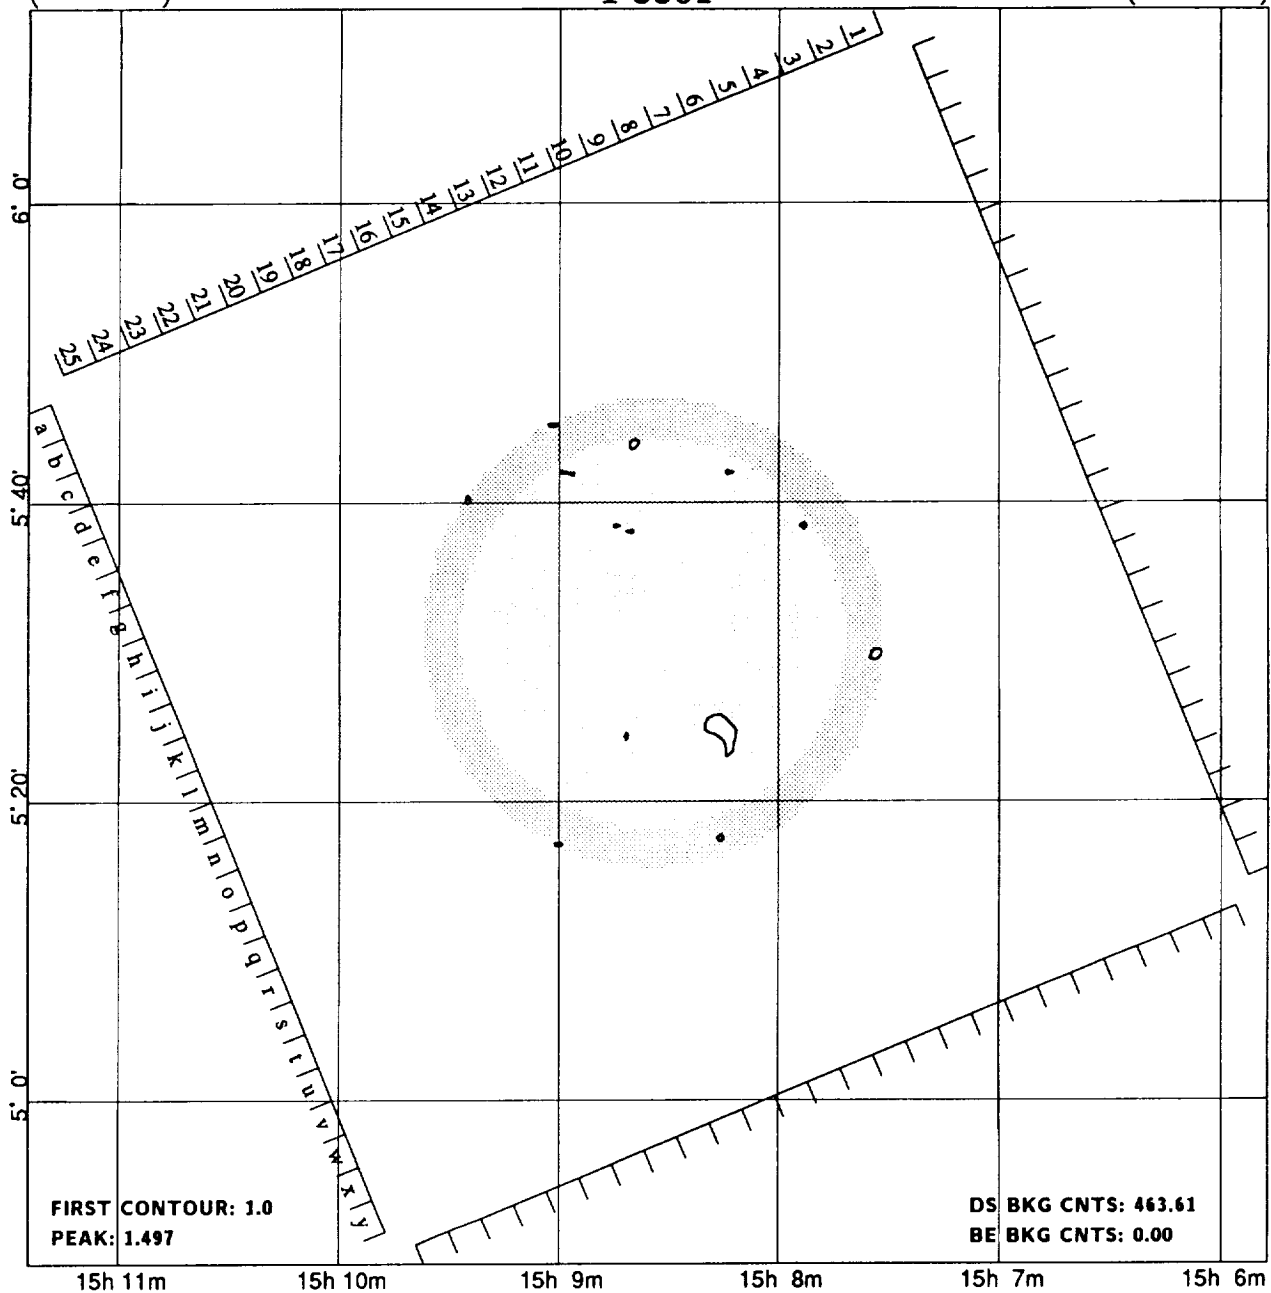 1
2
3
4
5
6
7
8
9
10
11
12
13
14
15
16
17
18
19
20
21
22
23
24
25
a
b
c
d
e
f
g
h
i
j
k
l
m
n
o
p
q
r
s
t
u
v
w
x
y
6° 0'
5° 40'
5° 20'
5° 0'
FIRST CONTOUR: 1.0
PEAK: 1.497
DS BKG CNTS: 463.61
BE BKG CNTS: 0.00
15h 11m
15h 10m
15h 9m
15h 8m
15h 7m
15h 6m